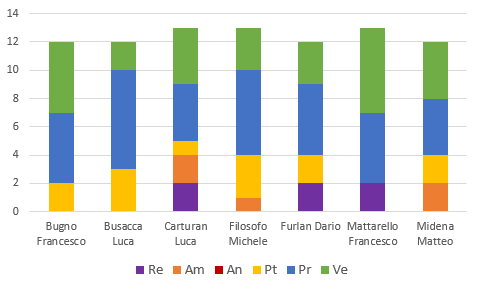 14
12
10
8
6
4
2
0
Bugno Francesco
Busacca Luca
Carturan Luca
Filosofo Michele
Furlan Dario
Mattarello Francesco
Midena Matteo
Re Am An Pt Pr Ve